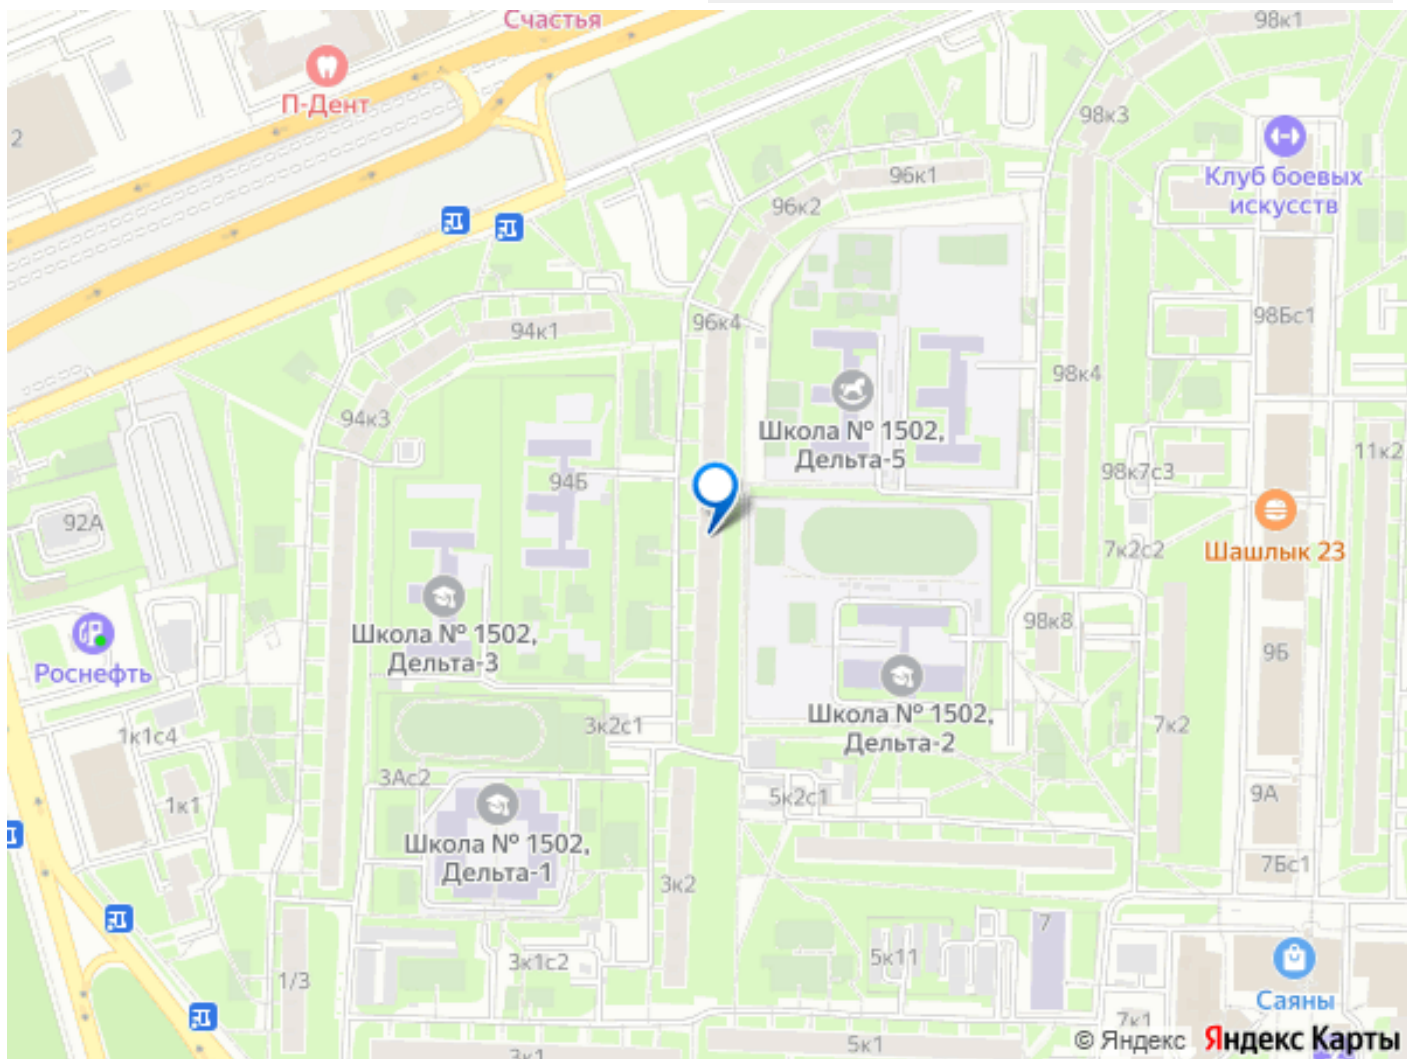 Счастья
98к1
П-Дент
98к3
2
Клуб боевых
искусств
96к1
96к2
96к4
94к1
98Бс1
98к4
94к3
Школа № 1502,
Дельта-5
11к2
98к7с3
94Б
92А
7к2с2
Шашлык 23
Школа № 1502,
Дельта-3
98к8
9Б
Роснефть
Школа № 1502,
Дельта-2
3к2с1
7к2
1к1с4
3Ас2
5к2с1
9А
1к1
Школа № 1502,
Дельта-1
3к2
7Бс1
7
5к11
3к1с2
1/3
Саяны
7к1
3к1
5к1
© Яндекс Яндекс Карты